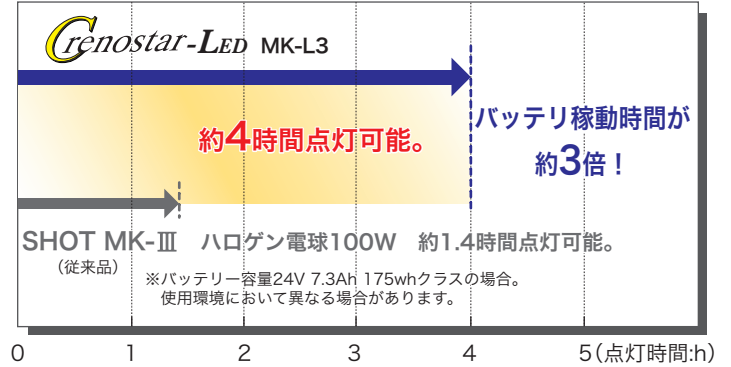 Crenostar-LED MK-L3
約4時間点灯可能。
バッテリ稼動時間が
約3倍！
SHOT MK-Ⅲ　ハロゲン電球100W　約1.4時間点灯可能。
（従来品）
※バッテリー容量24V 7.3Ah 175whクラスの場合。
使用環境において異なる場合があります。
0 1 2 3 4 5（点灯時間:h）